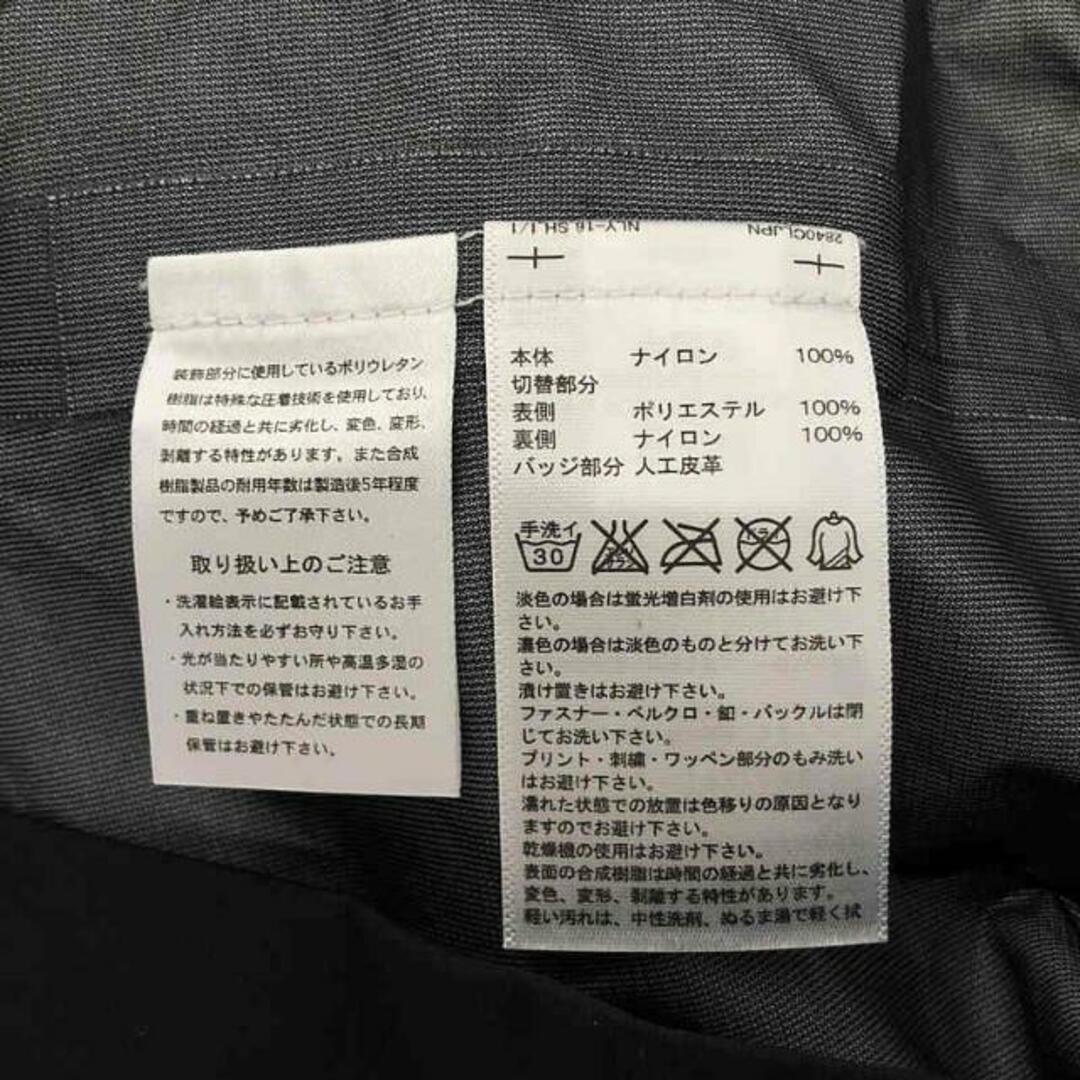 装飾部分に使用しているポリウレタン
樹脂は特殊な圧着技術を使用しており、
時間の経過と共に劣化し、変色、変形、
剥離する特性があります。また合成
樹脂製品の耐用年数は製造後5年程度
ですので、予めご了承下さい。
取り扱い上のご注意
・洗濯絵表示に記載されているお手
入れ方法を必ずお守り下さい。
・光が当たりやすい所や高温多湿の
状況下での保管はお避け下さい。
・重ね置きやたたんだ状態での長期
保管はお避け下さい。
2840CI.JPN NLY-16 SH.1/1
本体 ナイロン 100%
切替部分
表側 ポリエステル 100%
裏側 ナイロン 100%
バッジ部分 人工皮革
手洗イ
30
淡色の場合は蛍光増白剤の使用はお避け下
さい。
濃色の場合は淡色のものと分けてお洗い下
さい。
漬け置きはお避け下さい。
ファスナー・ベルクロ・釦・バックルは閉
じてお洗い下さい。
プリント・刺繍・ワッペン部分のもみ洗い
はお避け下さい。
濡れた状態での放置は色移りの原因となり
ますのでお避け下さい。
乾燥機の使用はお避け下さい。
表面の合成樹脂は時間の経過と共に劣化し、
変色、変形、剥離する特性があります。
軽い汚れは、中性洗剤、ぬるま湯で軽く拭